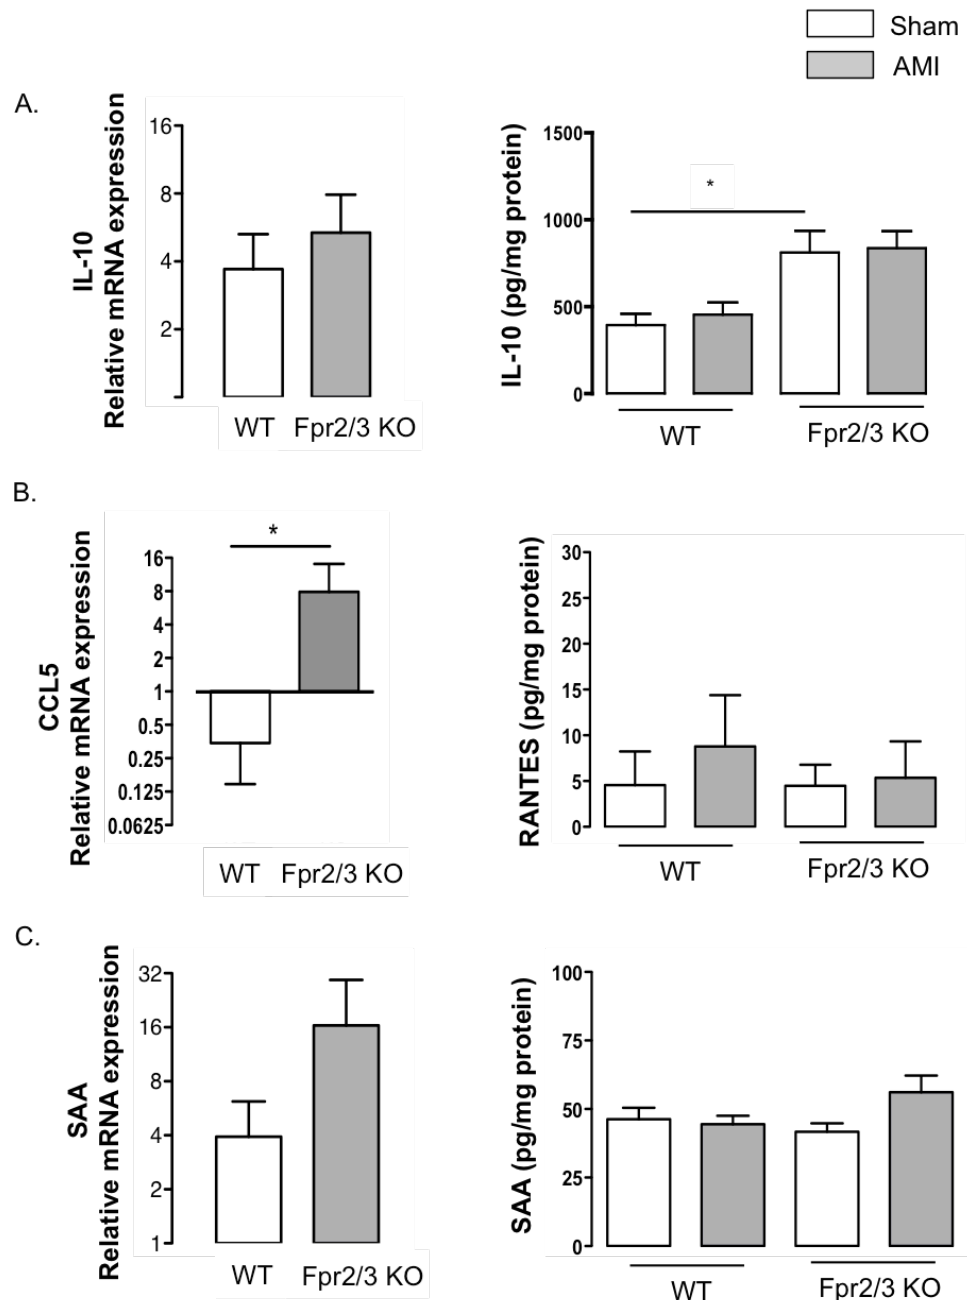 Sham
AMI
A.
IL-10
Relative mRNA expression
16
8
4
2
WT Fpr2/3 KO
IL-10 (pg/mg protein)
1500
1000
500
0
*
WT
Fpr2/3 KO
B.
CCL5
Relative mRNA expression
16
8
4
2
1
0.5
0.25
0.125
0.0625
*
WT Fpr2/3 KO
RANTES (pg/mg protein)
30
25
20
15
10
5
0
WT
Fpr2/3 KO
C.
SAA
Relative mRNA expression
32
16
8
4
2
1
WT Fpr2/3 KO
SAA (pg/mg protein)
100
75
50
25
0
WT
Fpr2/3 KO